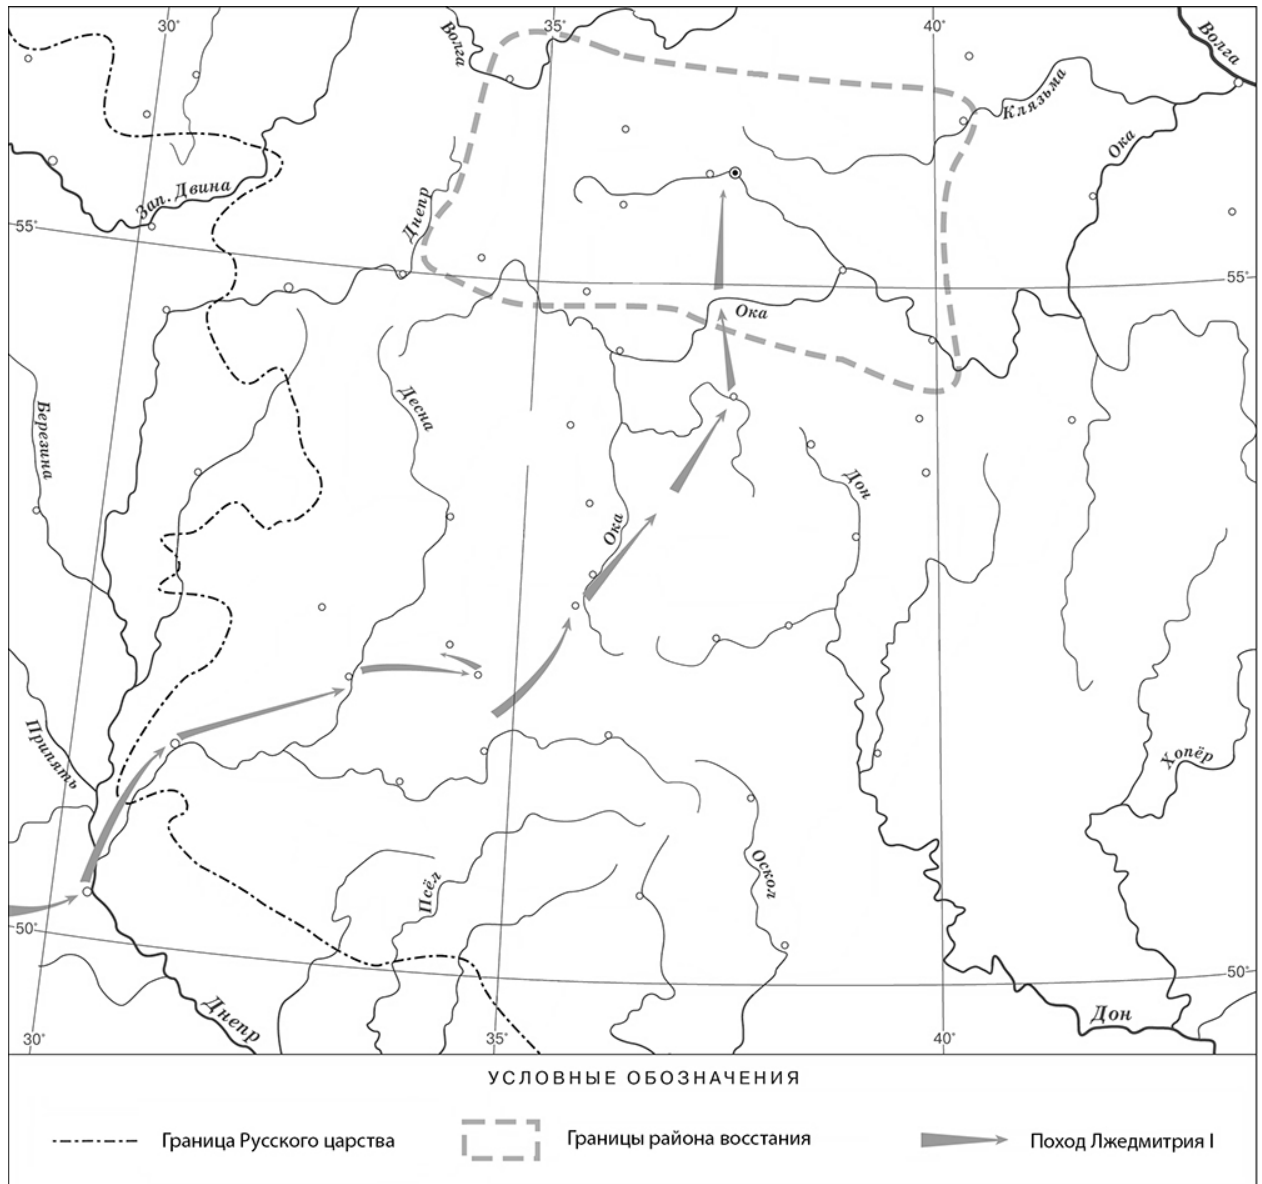 30°
35°
40°
Волга
Волга
Клязьма
Ока
Зап. Двина
Днепр
55°
55°
Ока
Березина
Десна
Дон
Ока
Припять
Хопёр
Псёл
Оскол
50°
50°
Днепр
Дон
30°
35°
40°
УСЛОВНЫЕ ОБОЗНАЧЕНИЯ
Граница Русского царства
Границы района восстания
Поход Лжедмитрия I